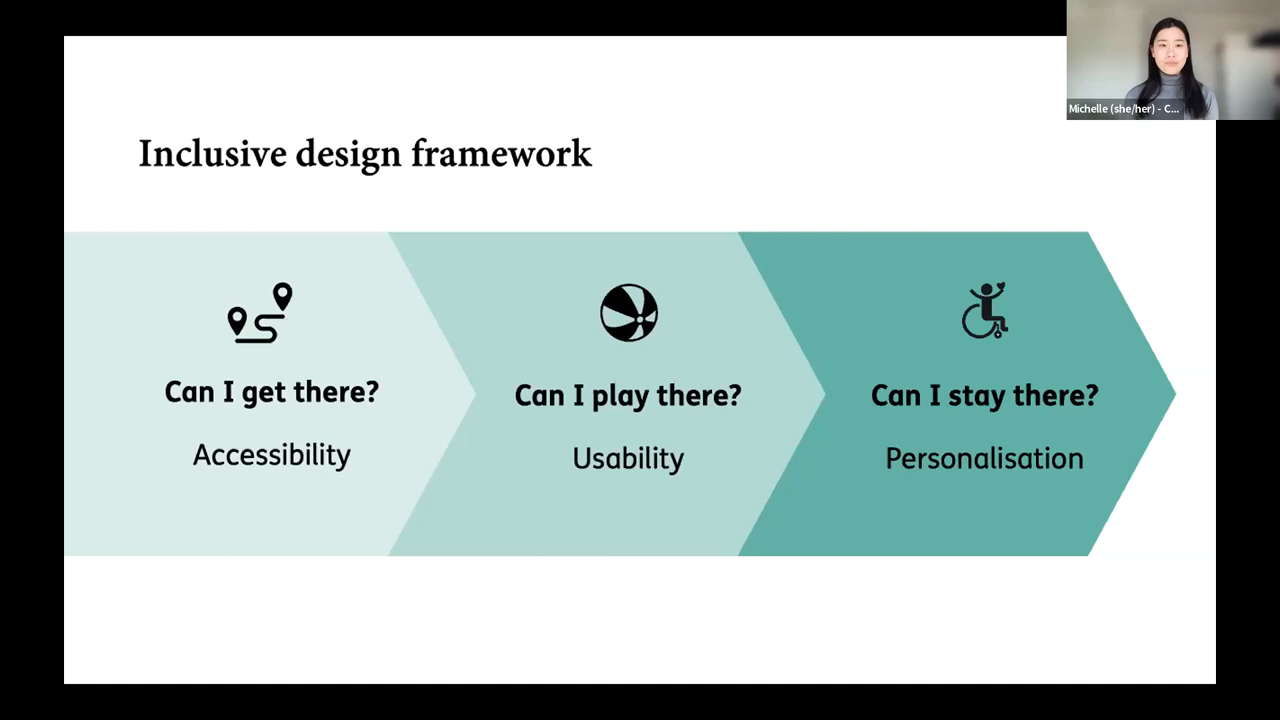 Michelle (she/her) - C...
Inclusive design framework
Can I get there?
Accessibility
Can I play there?
Usability
Can I stay there?
Personalisation